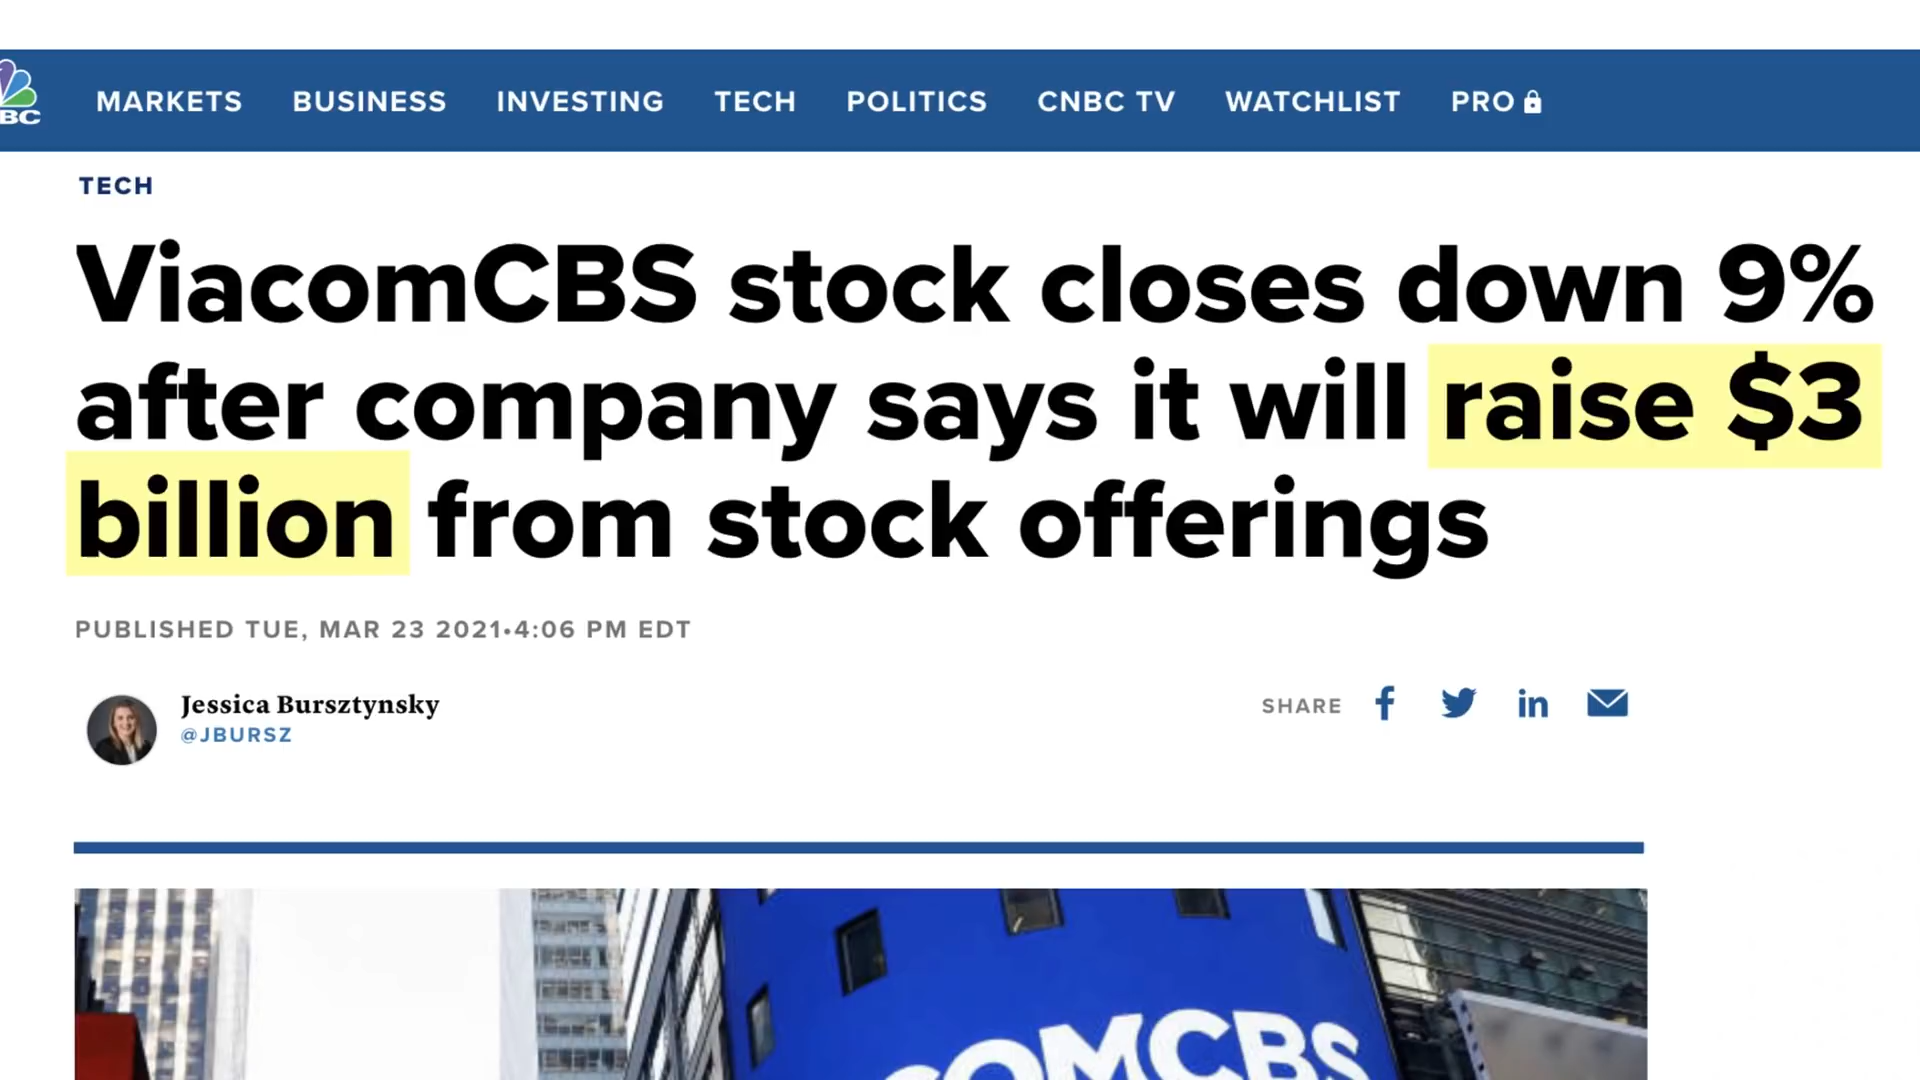 BC
MARKETS BUSINESS INVESTING TECH POLITICS CNBC TV WATCHLIST PRO
TECH
ViacomCBS stock closes down 9%
after company says it will raise $3
billion from stock offerings
PUBLISHED TUE, MAR 23 2021•4:06 PM EDT
Jessica Bursztynsky
@JBURSZ
SHARE
OMCBS